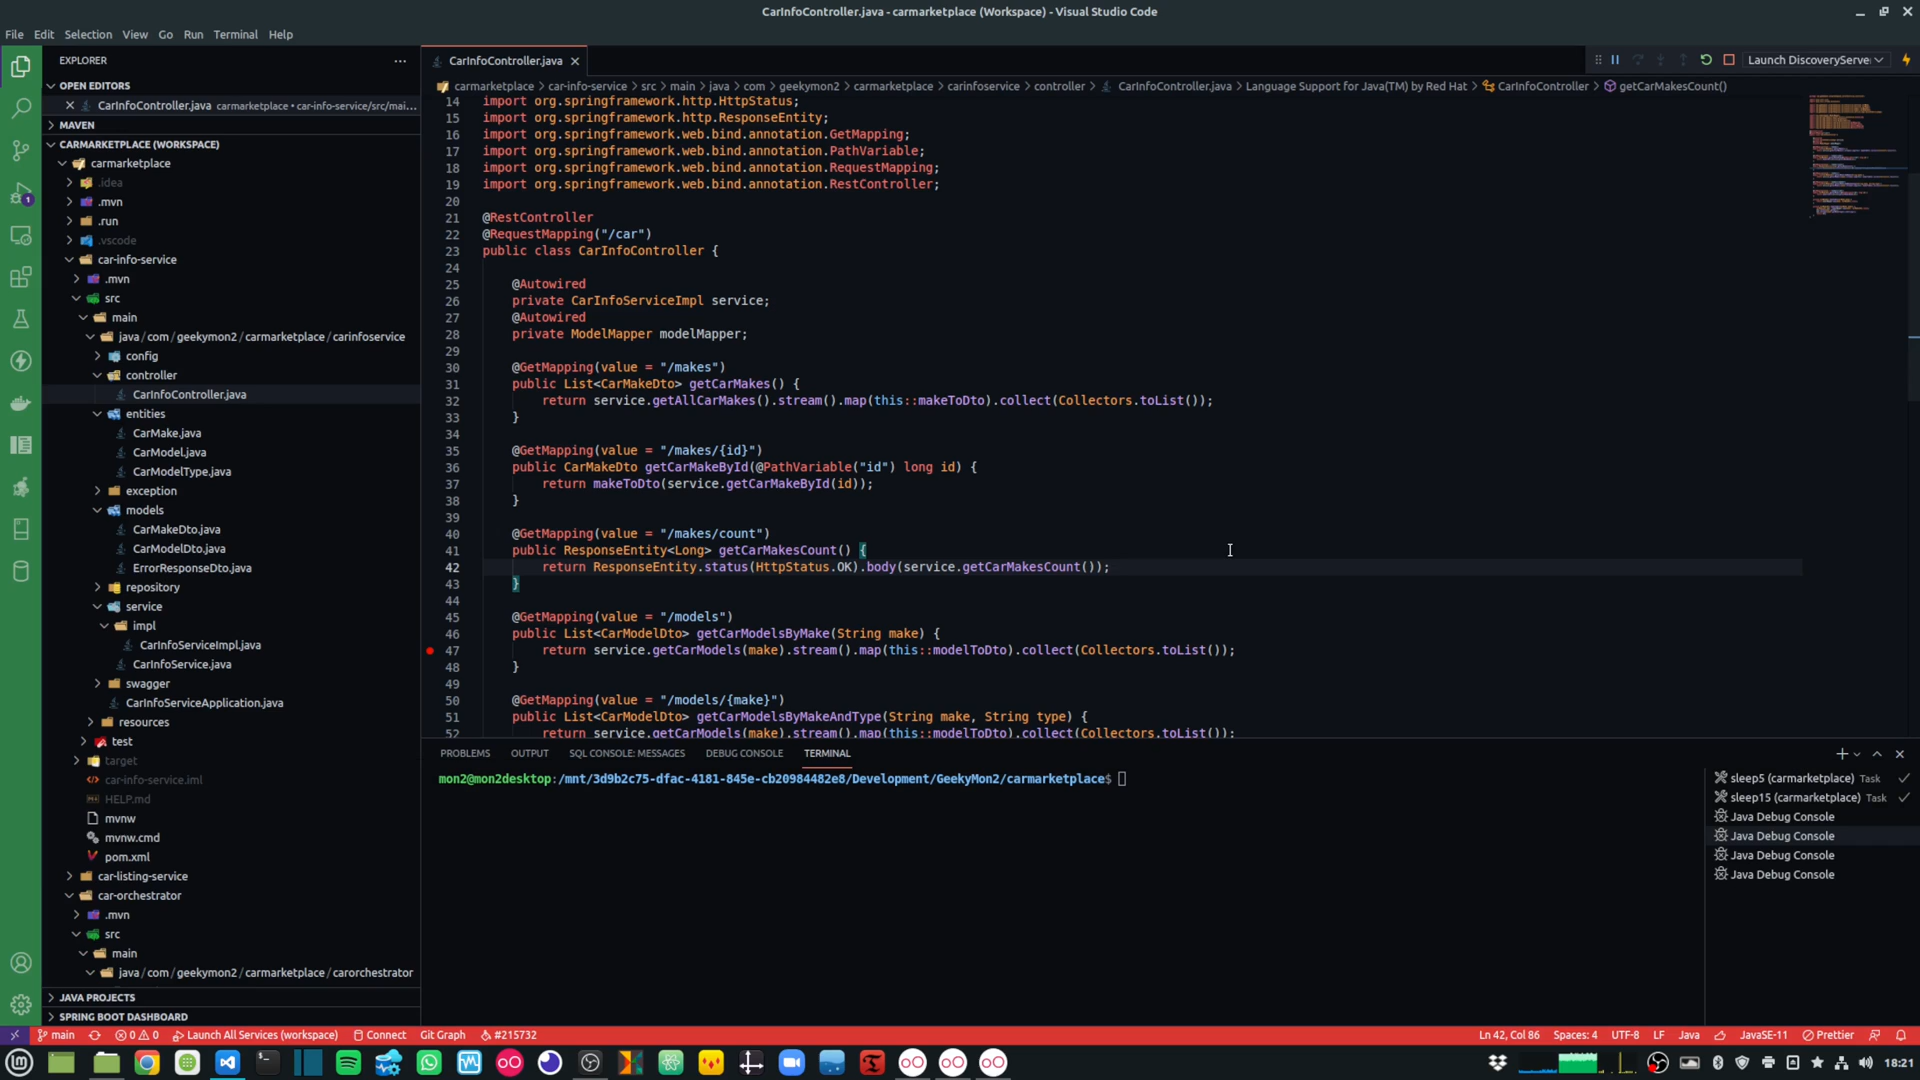 CarInfoController.java - carmarketplace (Workspace) - Visual Studio Code
File Edit Selection View Go Run Terminal Help
EXPLORER
OPEN EDITORS
CarInfoController.java carmarketplace • car-info-service/src/mai...
MAVEN
CARMARKETPLACE (WORKSPACE)
carmarketplace
.idea
.mvn
.run
.vscode
car-info-service
.mvn
src
main
java/com/geekymon2/carmarketplace/carinfoservice
config
controller
CarInfoController.java
entities
CarMake.java
CarModel.java
CarModelType.java
exception
models
CarMakeDto.java
CarModelDto.java
ErrorResponseDto.java
repository
service
impl
CarInfoServiceImpl.java
CarInfoService.java
swagger
CarInfoServiceApplication.java
resources
test
target
car-info-service.iml
HELP.md
mvnw
mvnw.cmd
pom.xml
car-listing-service
car-orchestrator
.mvn
src
main
java/com/geekymon2/carmarketplace/carorchestrator
JAVA PROJECTS
SPRING BOOT DASHBOARD
CarInfoController.java
Launch DiscoveryServe
carmarketplace > car-info-service > src > main > java > com > geekymon2 > carmarketplace > carinfoservice > controller > CarInfoController.java > Language Support for Java(TM) by Red Hat > CarInfoController > getCarMakesCount()
14 import org.springframework.http.HttpStatus;
15 import org.springframework.http.ResponseEntity;
16 import org.springframework.web.bind.annotation.GetMapping;
17 import org.springframework.web.bind.annotation.PathVariable;
18 import org.springframework.web.bind.annotation.RequestMapping;
19 import org.springframework.web.bind.annotation.RestController;
20
21 @RestController
22 @RequestMapping("/car")
23 public class CarInfoController {
24
25 @Autowired
26 private CarInfoServiceImpl service;
27 @Autowired
28 private ModelMapper modelMapper;
29
30 @GetMapping(value = "/makes")
31 public List<CarMakeDto> getCarMakes() {
32 return service.getAllCarMakes().stream().map(this::makeToDto).collect(Collectors.toList());
33 }
34
35 @GetMapping(value = "/makes/{id}")
36 public CarMakeDto getCarMakeById(@PathVariable("id") long id) {
37 return makeToDto(service.getCarMakeById(id));
38 }
39
40 @GetMapping(value = "/makes/count")
41 public ResponseEntity<Long> getCarMakesCount() {
42 return ResponseEntity.status(HttpStatus.OK).body(service.getCarMakesCount());
43 }
44
45 @GetMapping(value = "/models")
46 public List<CarModelDto> getCarModelsByMake(String make) {
47 return service.getCarModels(make).stream().map(this::modelToDto).collect(Collectors.toList());
48 }
49
50 @GetMapping(value = "/models/{make}")
51 public List<CarModelDto> getCarModelsByMakeAndType(String make, String type) {
52 return service.getCarModels(make).stream().map(this::modelToDto).collect(Collectors.toList());
PROBLEMS OUTPUT SQL CONSOLE: MESSAGES DEBUG CONSOLE TERMINAL
mon2@mon2desktop:/mnt/3d9b2c75-dfac-4181-845e-cb20984482e8/Development/GeekyMon2/carmarketplace$
sleep5 (carmarketplace) Task
sleep15 (carmarketplace) Task
Java Debug Console
Java Debug Console
Java Debug Console
Java Debug Console
main 0 0 Launch All Services (workspace) Connect Git Graph #215732 Ln 42, Col 86 Spaces: 4 UTF-8 LF Java JavaSE-11 Prettier
18:21